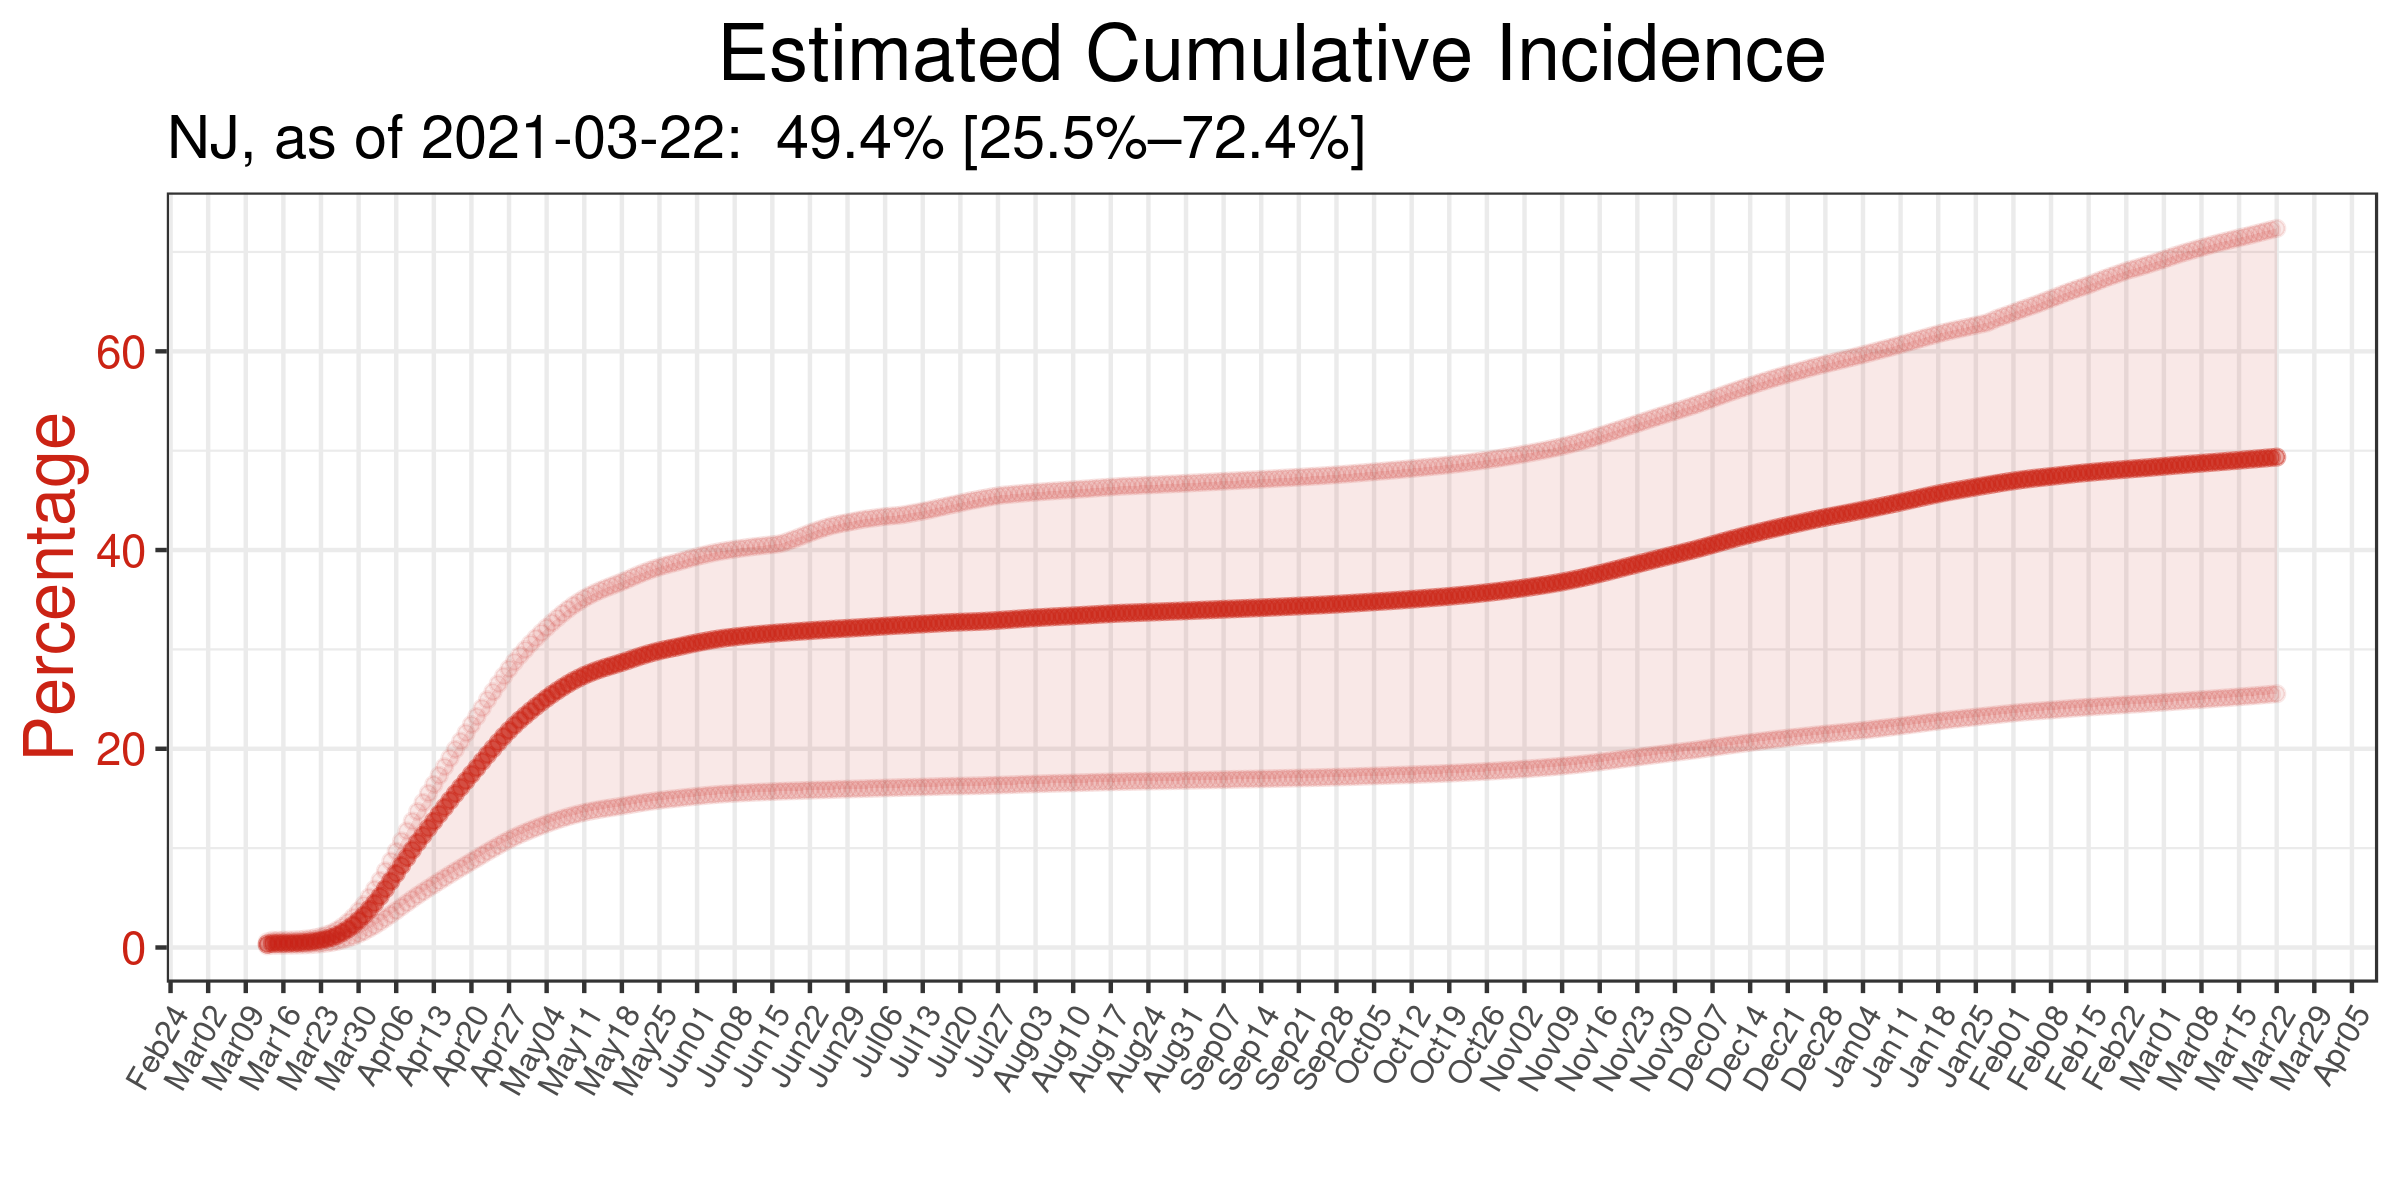 Estimated Cumulative Incidence
NJ, as of 2021-03-22:  49.4% [25.5%–72.4%]
Percentage
60
40
20
0
Feb24
Mar02
Mar09
Mar16
Mar23
Mar30
Apr06
Apr13
Apr20
Apr27
May04
May11
May18
May25
Jun01
Jun08
Jun15
Jun22
Jun29
Jul06
Jul13
Jul20
Jul27
Aug03
Aug10
Aug17
Aug24
Aug31
Sep07
Sep14
Sep21
Sep28
Oct05
Oct12
Oct19
Oct26
Nov02
Nov09
Nov16
Nov23
Nov30
Dec07
Dec14
Dec21
Dec28
Jan04
Jan11
Jan18
Jan25
Feb01
Feb08
Feb15
Feb22
Mar01
Mar08
Mar15
Mar22
Mar29
Apr05